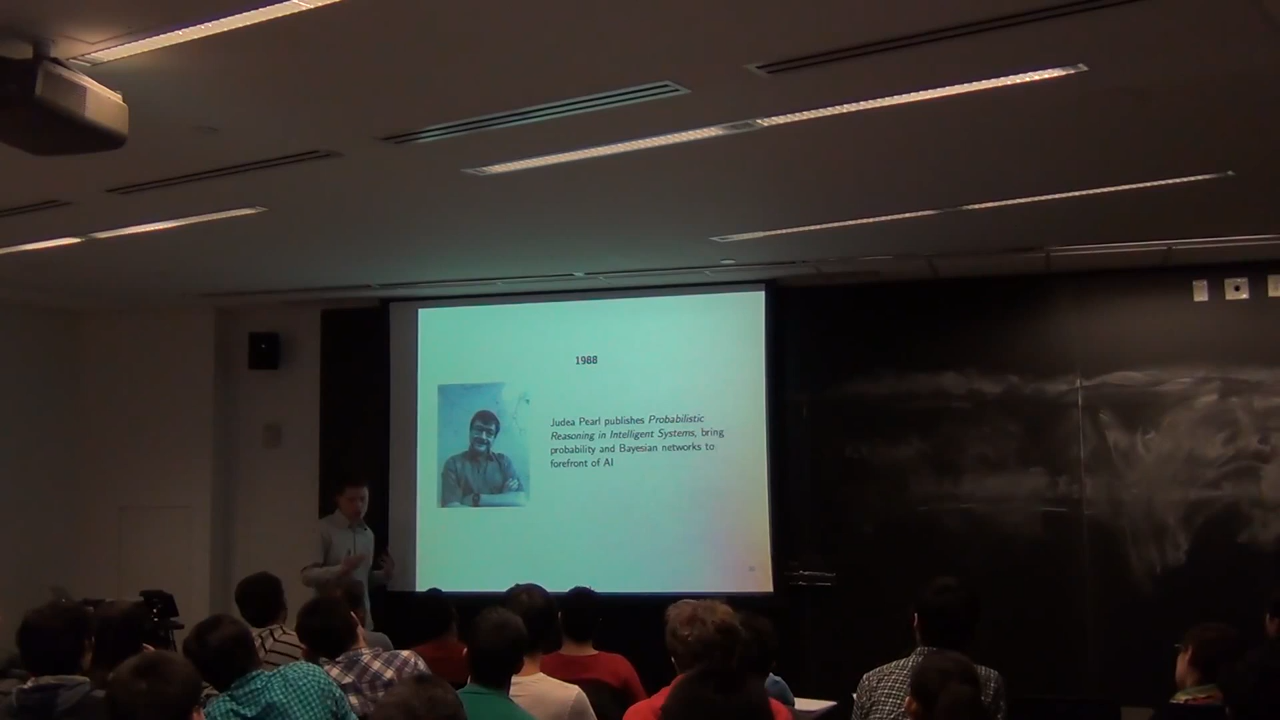 1988
Judea Pearl publishes Probabilistic
Reasoning in Intelligent Systems, bring
probability and Bayesian networks to
forefront of AI